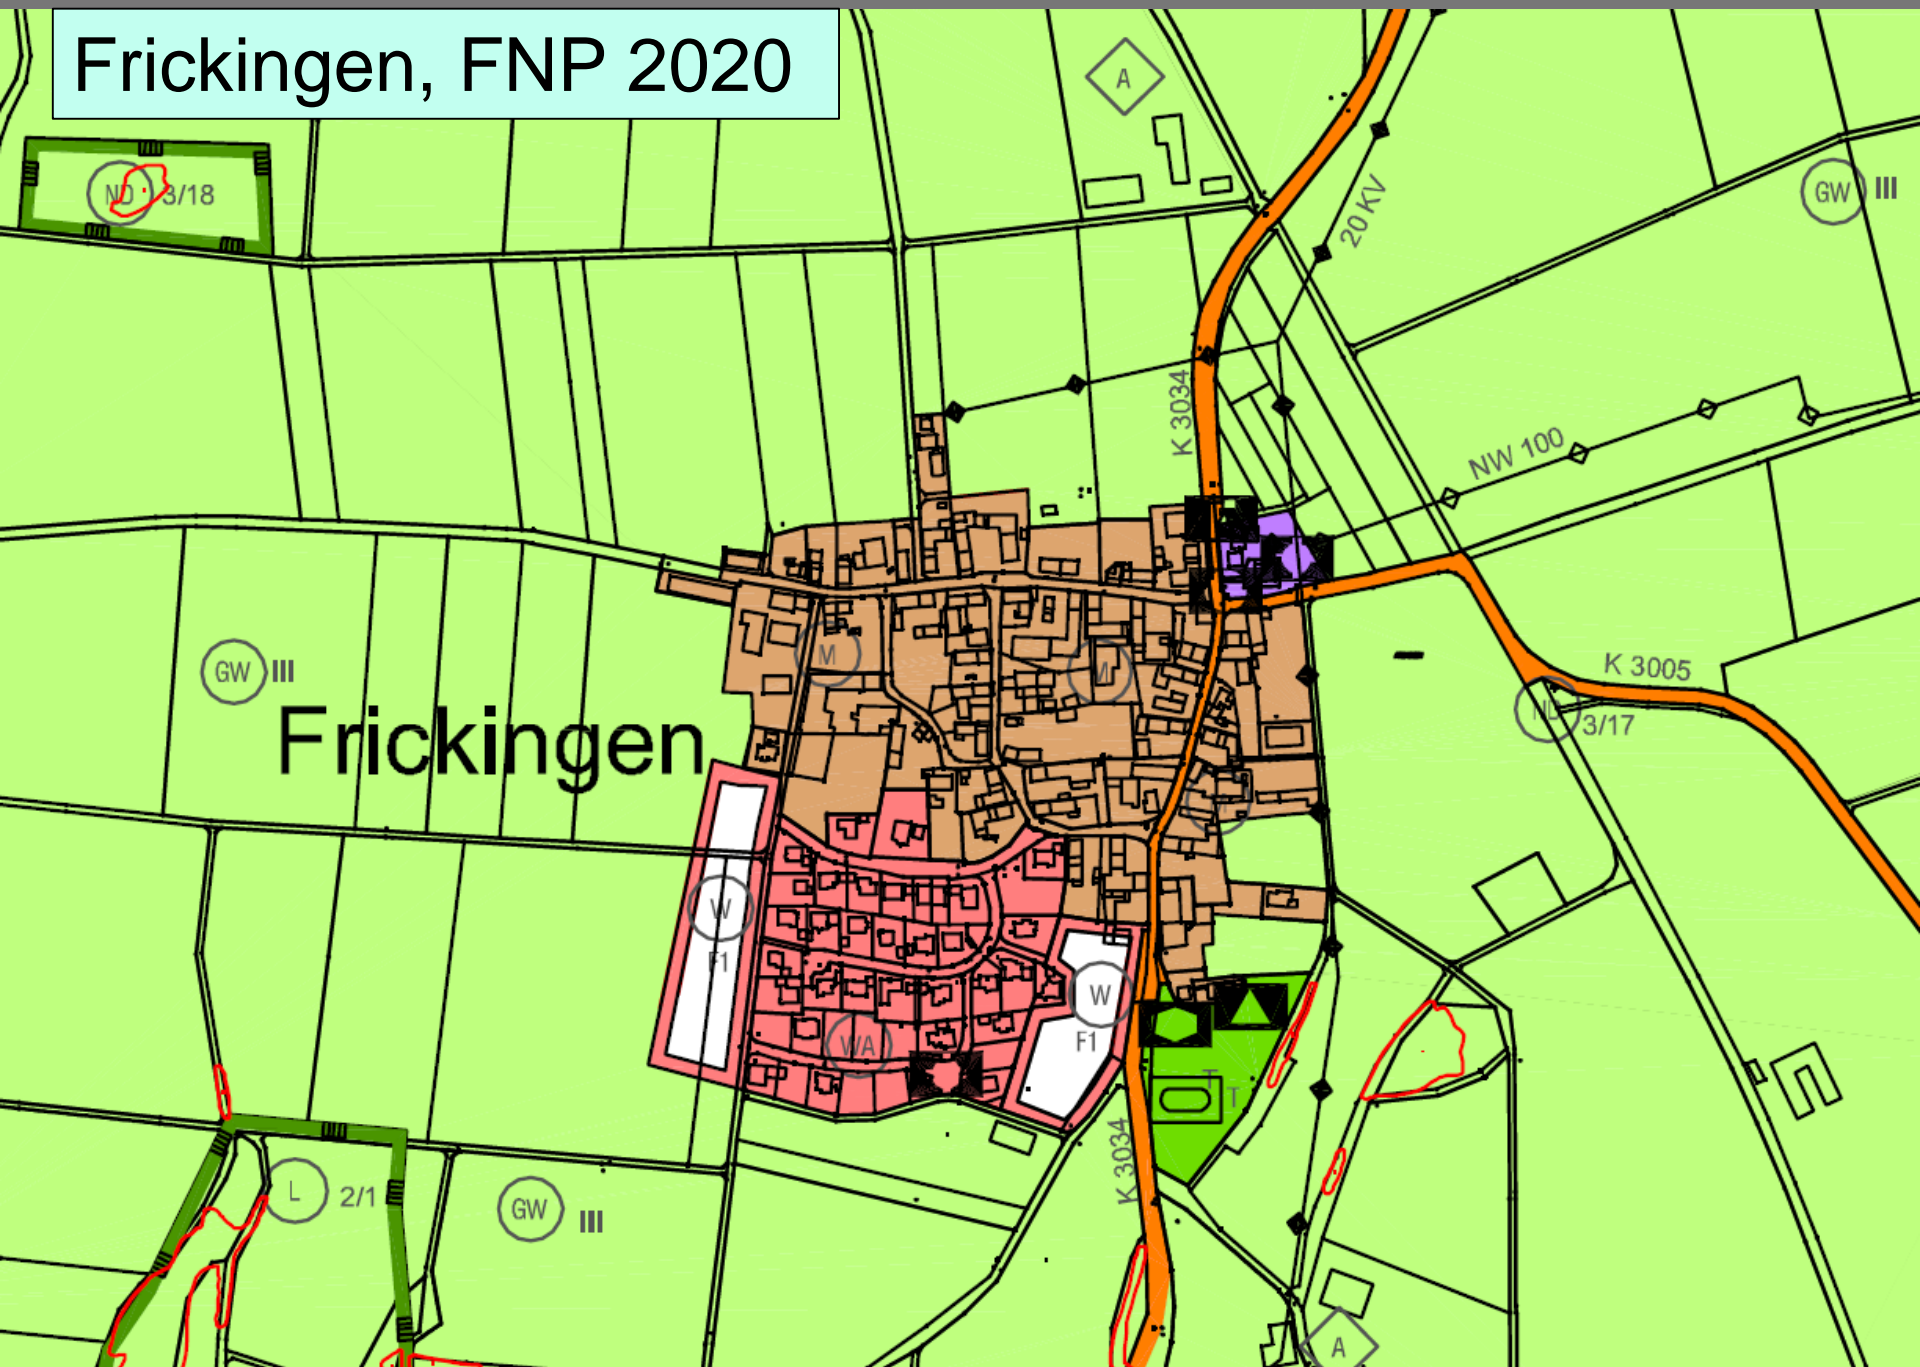 Frickingen, FNP 2020
A
ND 3/18
20 KV
GW III
K 3034
NW 100
M
M
GW III
K 3005
Frickingen
ND 3/17
W
F1
W
F1
WA
T
T
K 3034
L 2/1
GW III
A